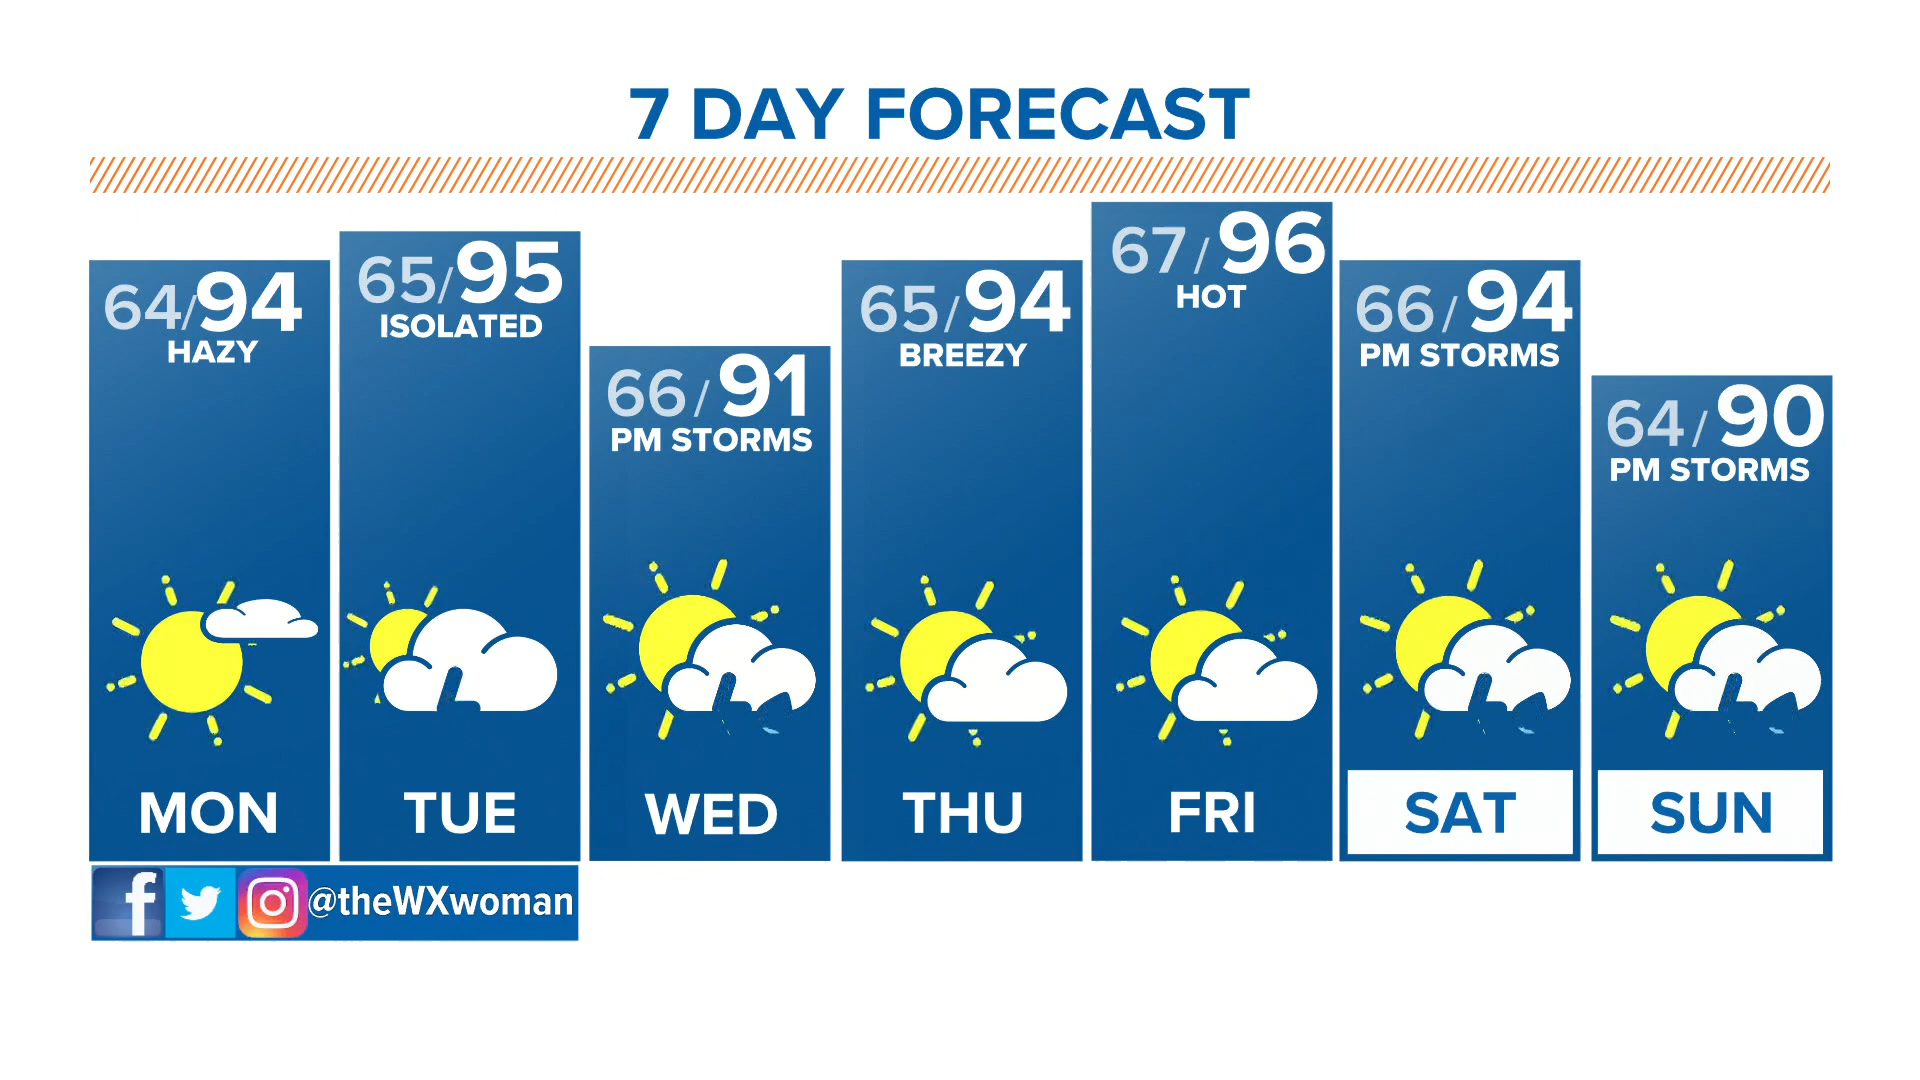 7 DAY FORECAST
64/94
HAZY
MON
65/95
ISOLATED
TUE
66/91
PM STORMS
WED
65/94
BREEZY
THU
67/96
HOT
FRI
66/94
PM STORMS
SAT
64/90
PM STORMS
SUN
@theWXwoman